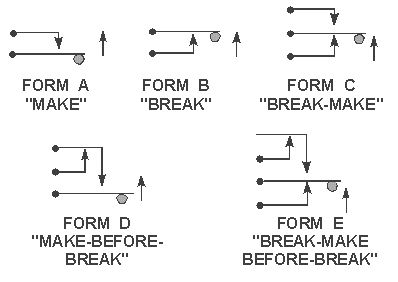 FORM A
"MAKE"
FORM B
"BREAK"
FORM C
"BREAK-MAKE"
FORM D
"MAKE-BEFORE-
BREAK"
FORM E
"BREAK-MAKE
BEFORE-BREAK"